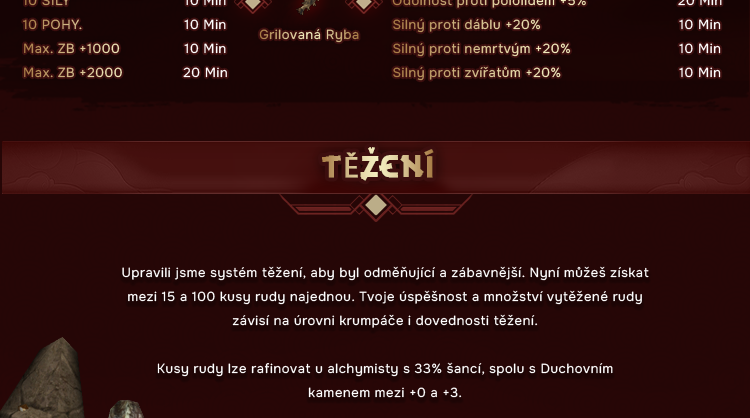 10 SÍLY 10 Min
10 POHY. 10 Min
Max. ZB +1000 10 Min
Max. ZB +2000 20 Min
Grilovaná Ryba
Odolnost proti pololidem +5% 20 Min
Silný proti ďáblu +20% 10 Min
Silný proti nemrtvým +20% 10 Min
Silný proti zvířatům +20% 10 Min
TĚŽENÍ
Upravili jsme systém těžení, aby byl odměňující a zábavnější. Nyní můžeš získat
mezi 15 a 100 kusy rudy najednou. Tvoje úspěšnost a množství vytěžené rudy
závisí na úrovni krumpáče i dovednosti těžení.
Kusy rudy lze rafinovat u alchymisty s 33% šancí, spolu s Duchovním
kamenem mezi +0 a +3.